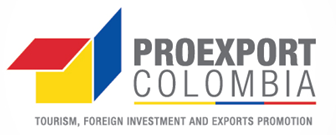 PROEXPORT
COLOMBIA
TOURISM, FOREIGN INVESTMENT AND EXPORTS PROMOTION